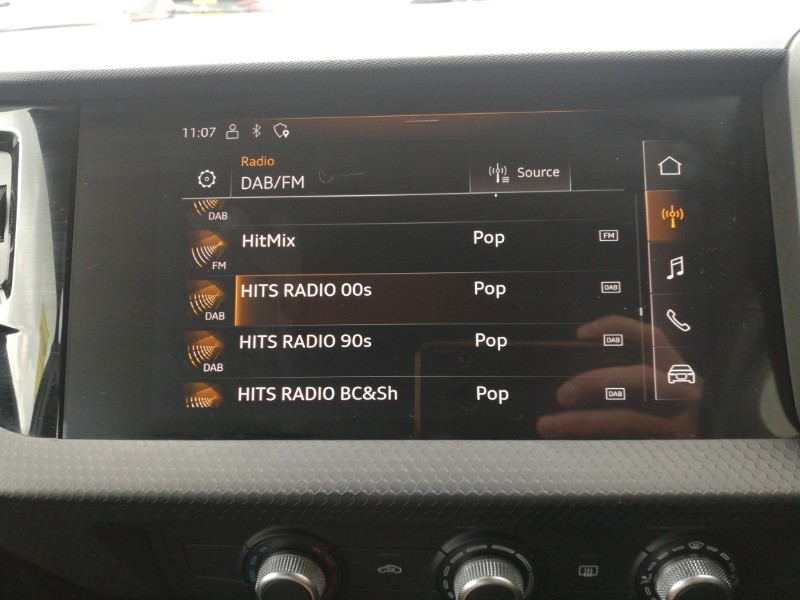 11:07
Radio
DAB/FM
Source
DAB
HitMix Pop FM
FM
HITS RADIO 00s Pop DAB
DAB
HITS RADIO 90s Pop DAB
DAB
HITS RADIO BC&Sh Pop DAB